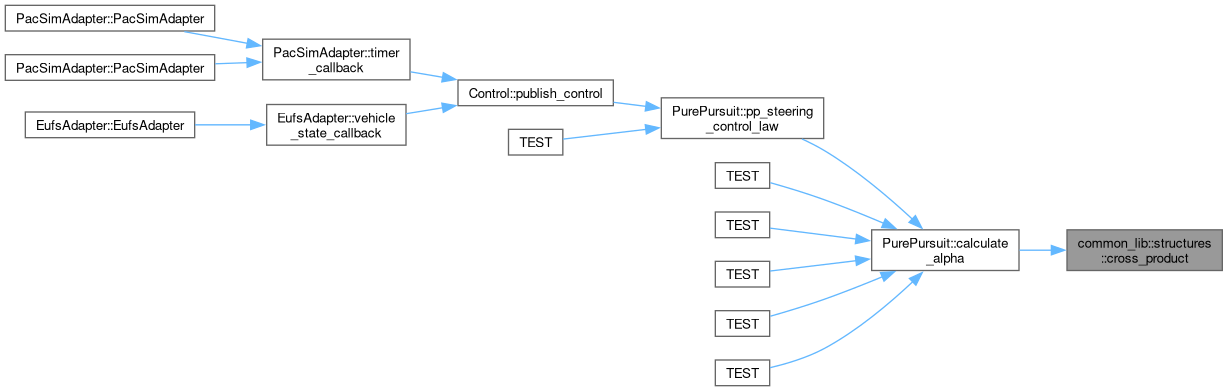 PacSimAdapter::PacSimAdapter
PacSimAdapter::PacSimAdapter
EufsAdapter::EufsAdapter
PacSimAdapter::timer
_callback
EufsAdapter::vehicle
_state_callback
Control::publish_control
TEST
PurePursuit::pp_steering
_control_law
TEST
TEST
TEST
TEST
TEST
PurePursuit::calculate
_alpha
common_lib::structures
::cross_product